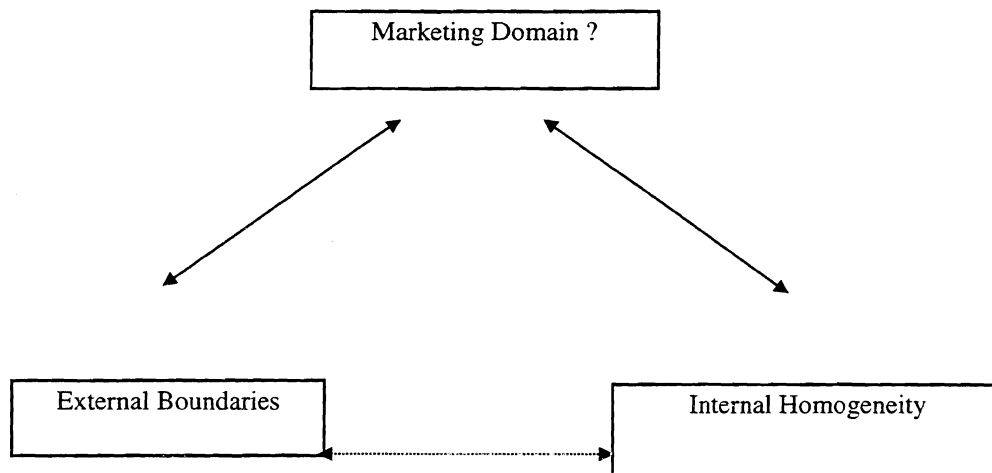 Marketing Domain ?
External Boundaries
Internal Homogeneity